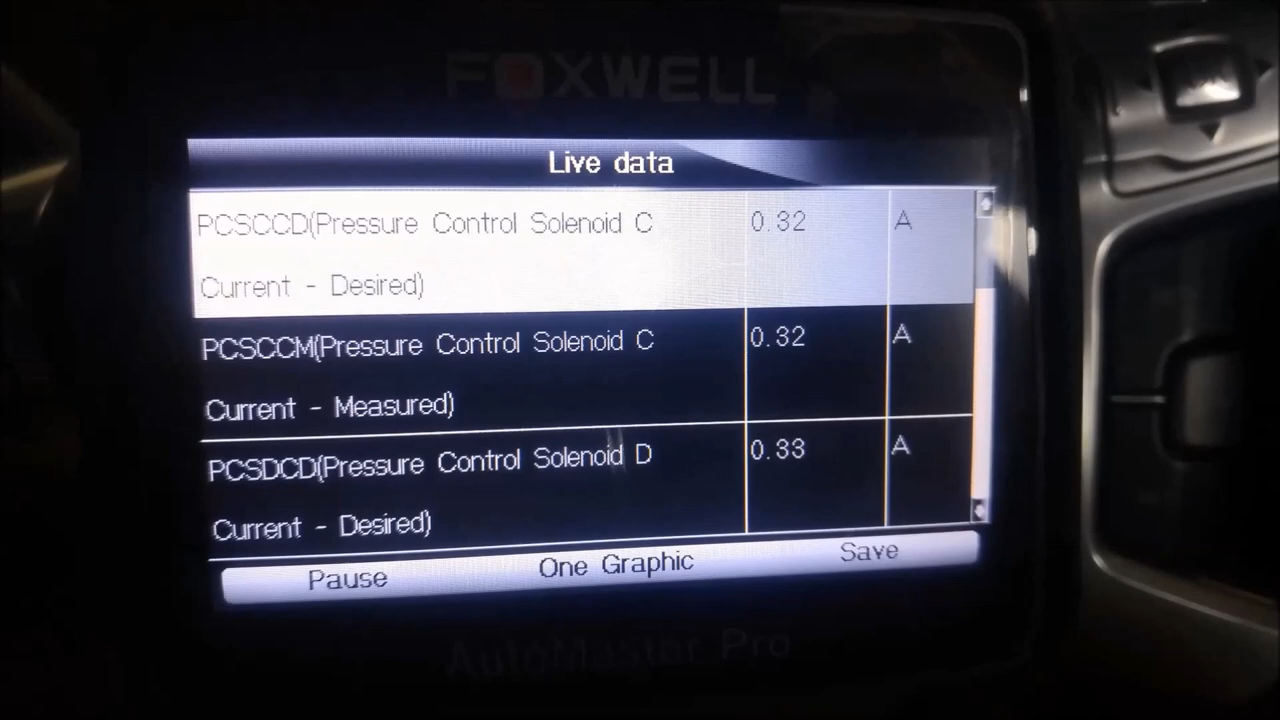 FOXWELL
Live data
PCSCCD(Pressure Control Solenoid C 0.32 A
Current - Desired)
PCSCCM(Pressure Control Solenoid C 0.32 A
Current - Measured)
PCSDCD(Pressure Control Solenoid D 0.33 A
Current - Desired)
Pause One Graphic Save
AutoMaster Pro